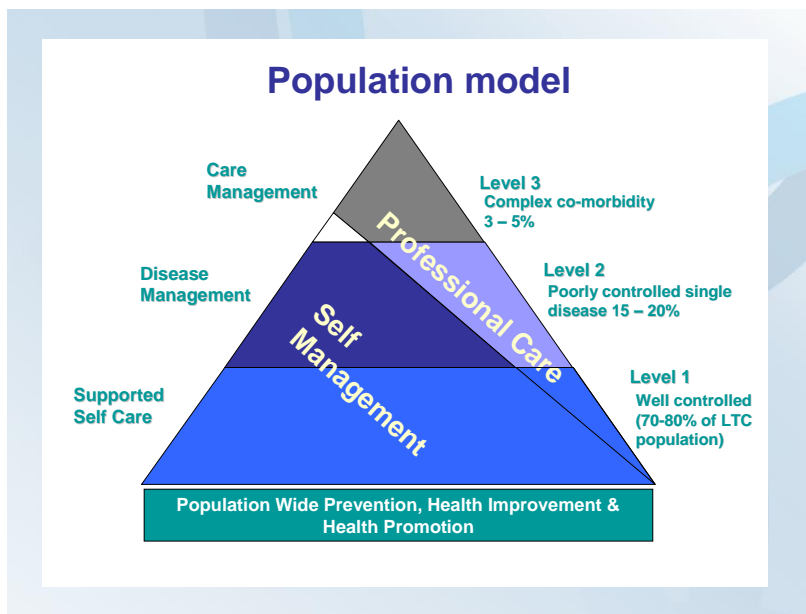 Population model
Care
Management
Level 3
Complex co-morbidity
3 – 5%
Professional Care
Disease
Management
Level 2
Poorly controlled single
disease 15 – 20%
Self
Management
Supported
Self Care
Level 1
Well controlled
(70-80% of LTC
population)
Population Wide Prevention, Health Improvement &
Health Promotion